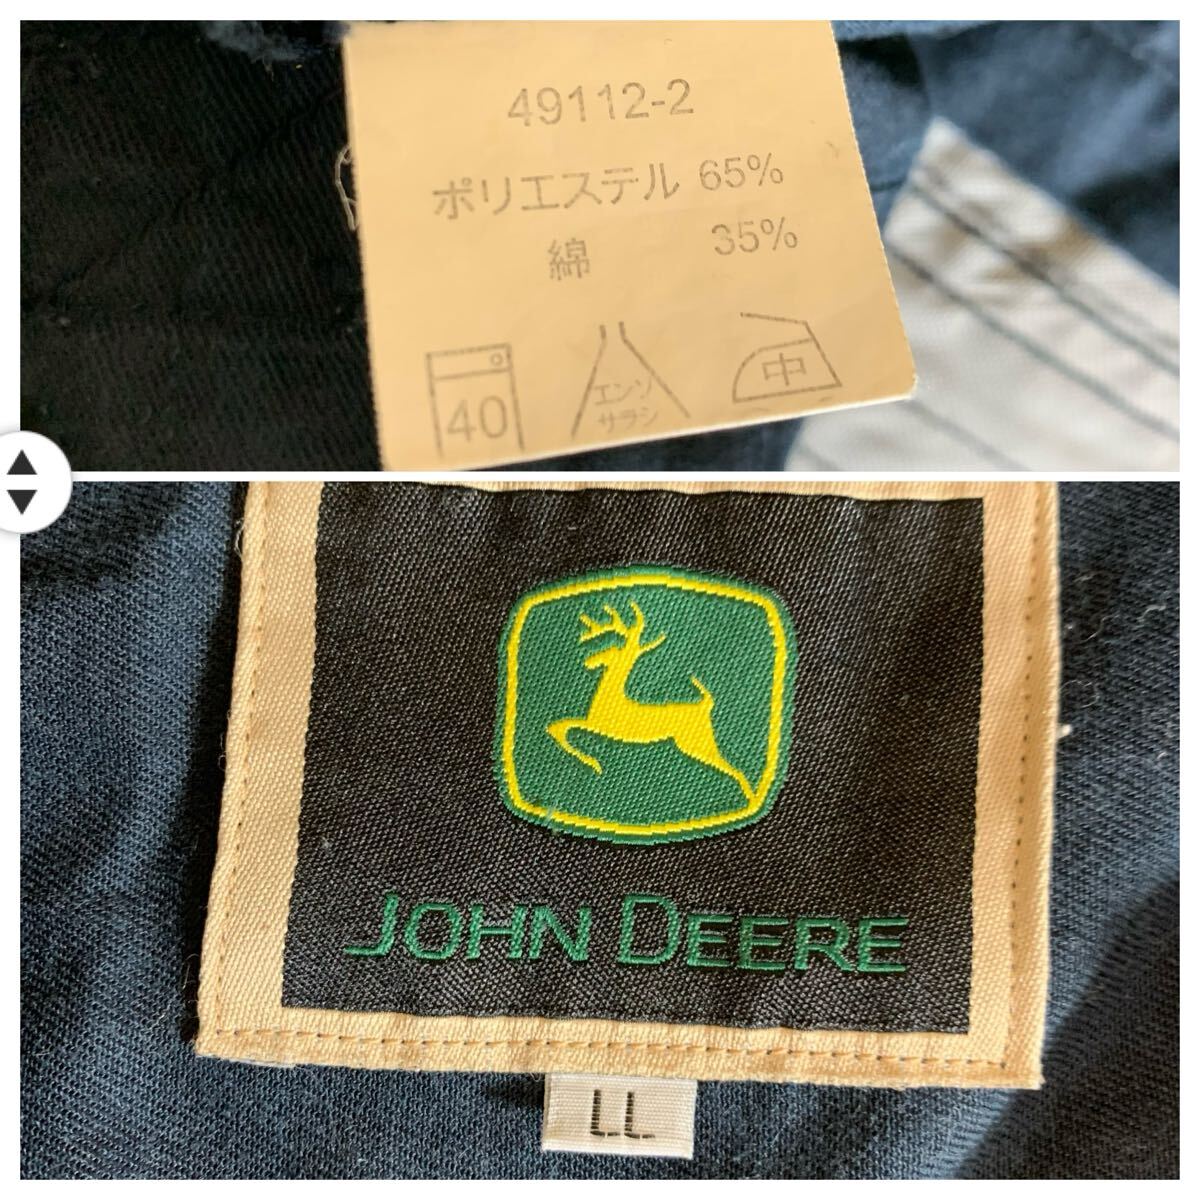 49112-2
ポリエステル 65%
綿 35%
40
エンソ
サラシ
中
JOHN DEERE
LL